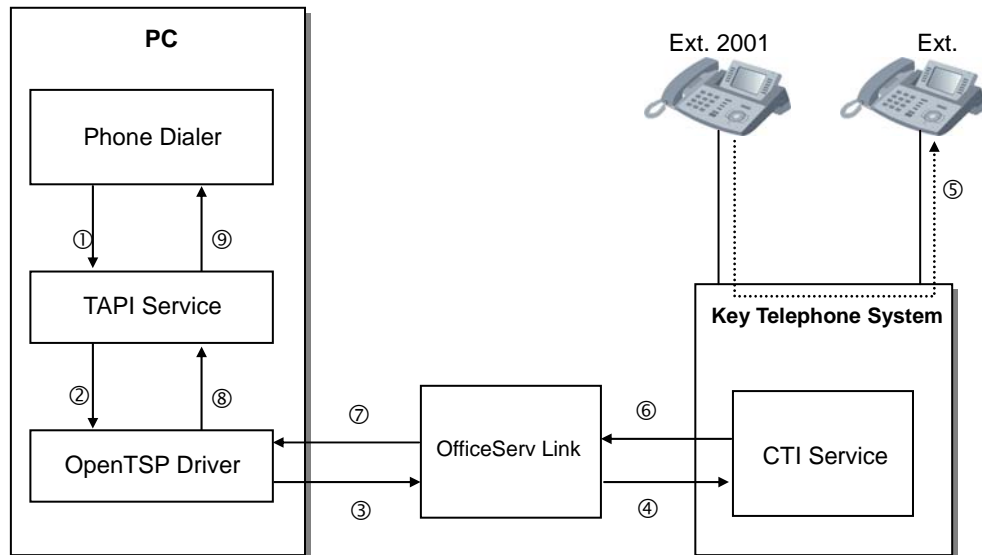 PC
Ext. 2001
Ext.
Phone Dialer
①
⑨
⑤
TAPI Service
Key Telephone System
②
⑧
⑦
⑥
OpenTSP Driver
OfficeServ Link
CTI Service
③
④